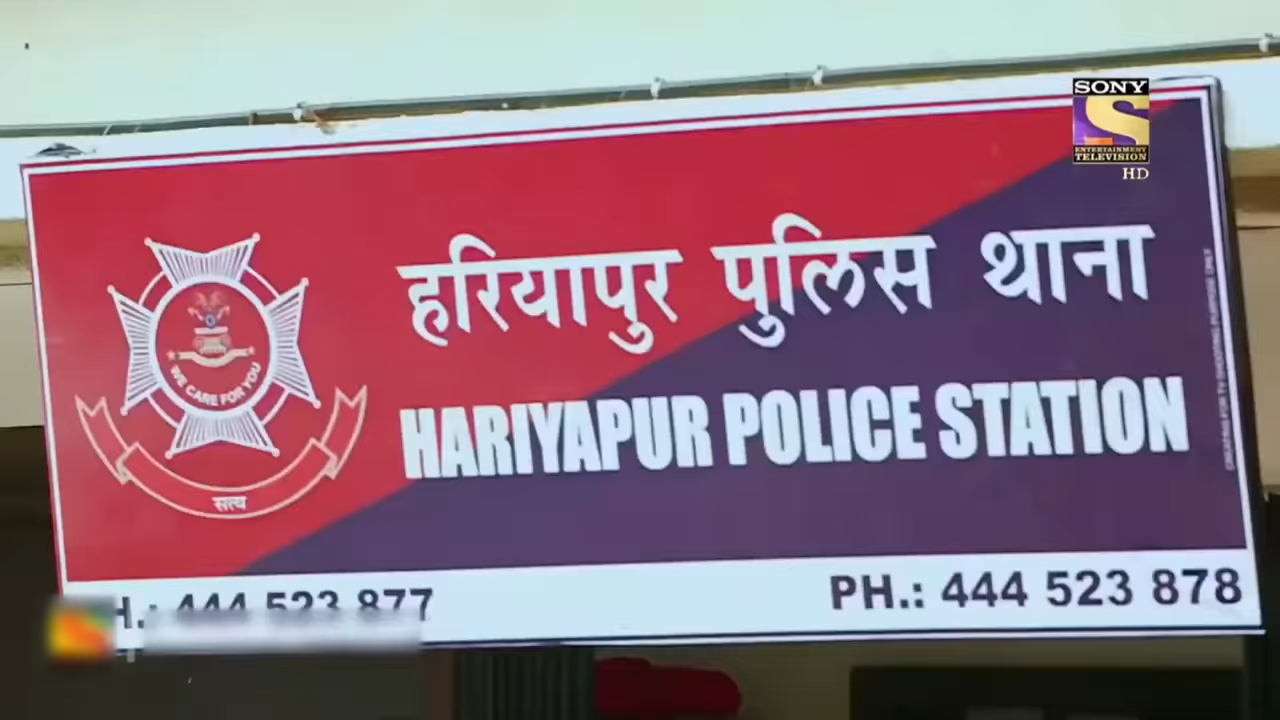 SONY
ENTERTAINMENT
TELEVISION
HD
हरियापुर पुलिस थाना
HARIYAPUR POLICE STATION
WE CARE FOR YOU
सत्य
PH.: 444 523 878
H.: 444 523 877